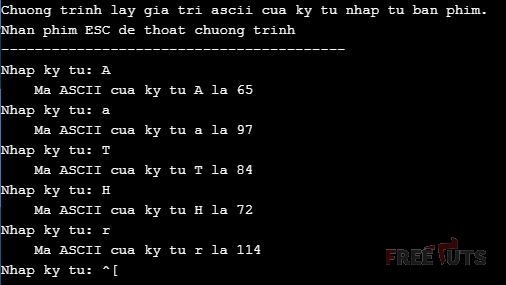 Chuong trinh lay gia tri ascii cua ky tu nhap tu ban phim.
Nhan phim ESC de thoat chuong trinh
-----------------------------------------
Nhap ky tu: A
    Ma ASCII cua ky tu A la 65
Nhap ky tu: a
    Ma ASCII cua ky tu a la 97
Nhap ky tu: T
    Ma ASCII cua ky tu T la 84
Nhap ky tu: H
    Ma ASCII cua ky tu H la 72
Nhap ky tu: r
    Ma ASCII cua ky tu r la 114
Nhap ky tu: ^[
FREETUTS